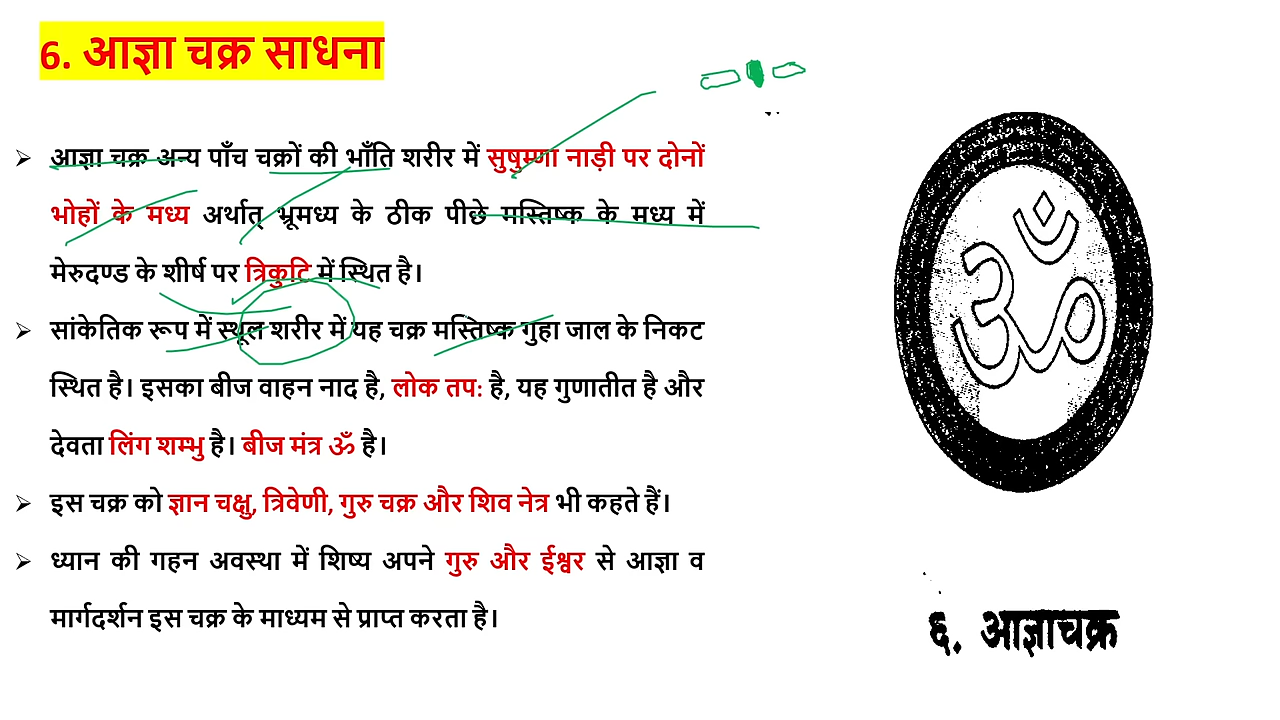 6. आज्ञा चक्र साधना
➢ आज्ञा चक्र अन्य पाँच चक्रों की भाँति शरीर में सुषुम्णा नाड़ी पर दोनों
भोहों के मध्य अर्थात् भ्रूमध्य के ठीक पीछे मस्तिष्क के मध्य में
मेरुदण्ड के शीर्ष पर त्रिकुटि में स्थित है।
➢ सांकेतिक रूप में स्थूल शरीर में यह चक्र मस्तिष्क गुहा जाल के निकट
स्थित है। इसका बीज वाहन नाद है, लोक तप: है, यह गुणातीत है और
देवता लिंग शम्भु है। बीज मंत्र ॐ है।
➢ इस चक्र को ज्ञान चक्षु, त्रिवेणी, गुरु चक्र और शिव नेत्र भी कहते हैं।
➢ ध्यान की गहन अवस्था में शिष्य अपने गुरु और ईश्वर से आज्ञा व
मार्गदर्शन इस चक्र के माध्यम से प्राप्त करता है।
ॐ
६. आज्ञाचक्र